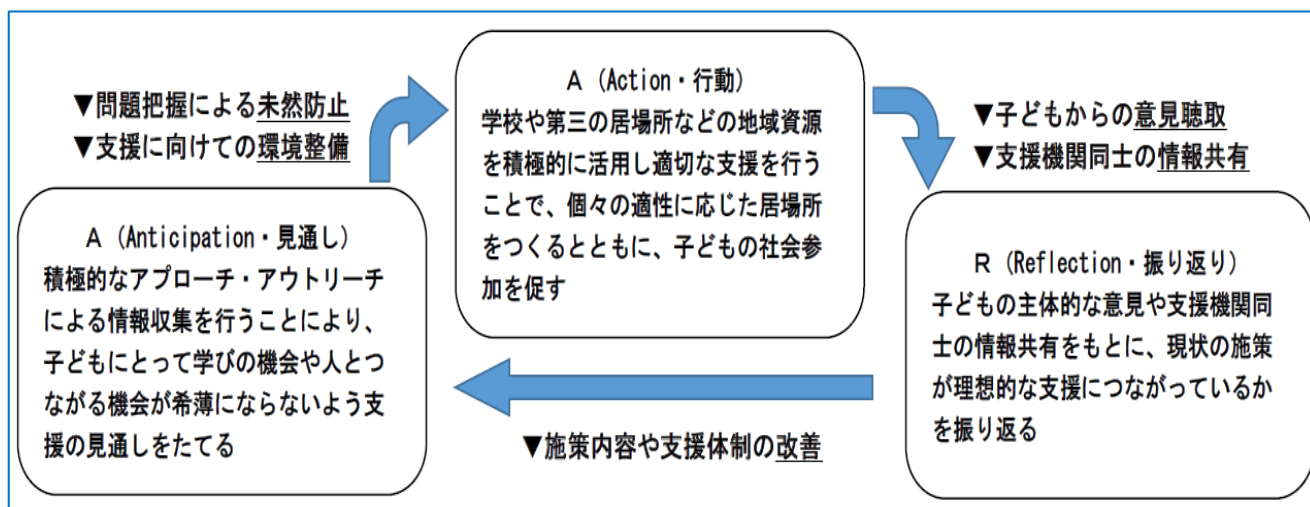 ▼問題把握による未然防止
▼支援に向けての環境整備
A (Anticipation・見通し)
積極的なアプローチ・アウトリーチ
による情報収集を行うことにより、
子どもにとって学びの機会や人とつ
ながる機会が希薄にならないよう支
援の見通しをたてる
A (Action・行動)
学校や第三の居場所などの地域資源
を積極的に活用し適切な支援を行う
ことで、個々の適性に応じた居場所
をつくるとともに、子どもの社会参
加を促す
▼子どもからの意見聴取
▼支援機関同士の情報共有
R (Reflection・振り返り)
子どもの主体的な意見や支援機関同
士の情報共有をもとに、現状の施策
が理想的な支援につながっているか
を振り返る
▼施策内容や支援体制の改善